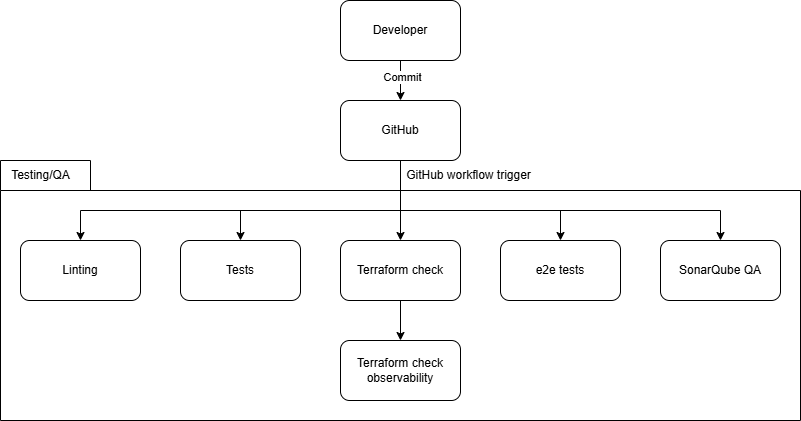 Developer
Commit
GitHub
Testing/QA
GitHub workflow trigger
Linting
Tests
Terraform check
e2e tests
SonarQube QA
Terraform check
observability